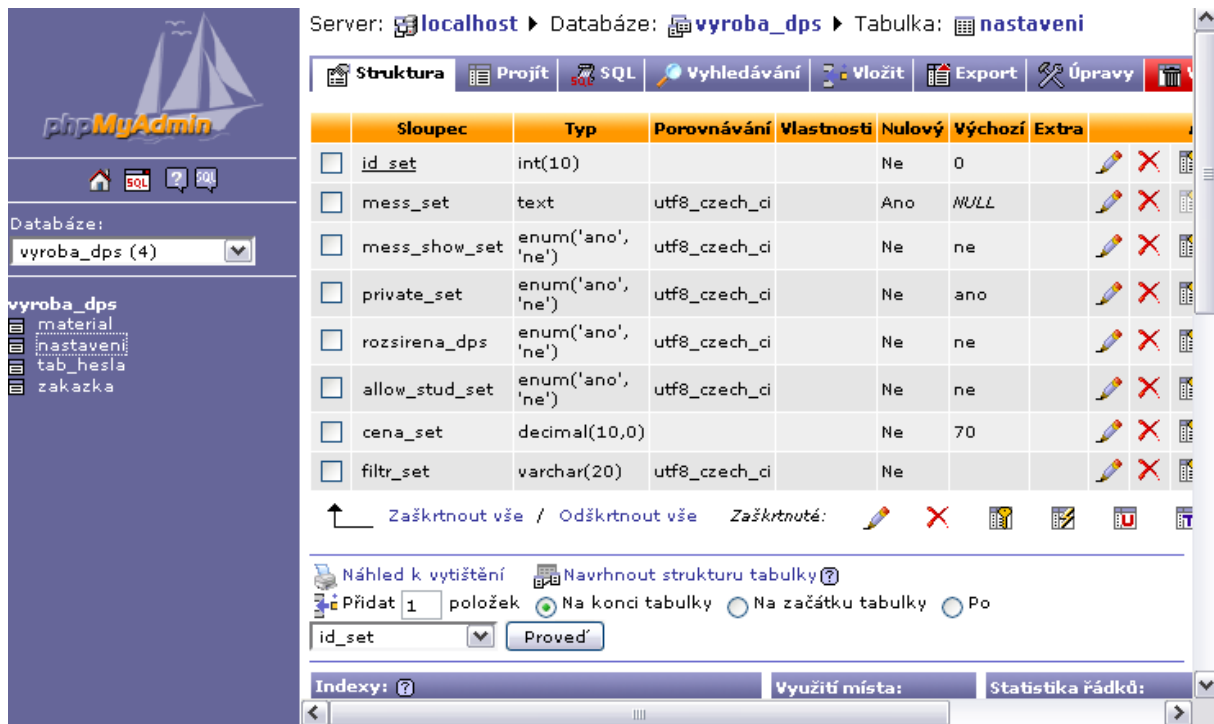 phpMyAdmin
SQL
SQL
Databáze:
vyroba_dps (4)
vyroba_dps
material
nastaveni
tab_hesla
zakazka
Server: localhost ▶ Databáze: vyroba_dps ▶ Tabulka: nastaveni
Struktura Projít SQL Vyhledávání Vložit Export Úpravy
Sloupec Typ Porovnávání Vlastnosti Nulový Výchozí Extra
id_set int(10) Ne 0
mess_set text utf8_czech_ci Ano NULL
mess_show_set enum('ano', 'ne') utf8_czech_ci Ne ne
private_set enum('ano', 'ne') utf8_czech_ci Ne ano
rozsirena_dps enum('ano', 'ne') utf8_czech_ci Ne ne
allow_stud_set enum('ano', 'ne') utf8_czech_ci Ne ne
cena_set decimal(10,0) Ne 70
filtr_set varchar(20) utf8_czech_ci Ne
Zaškrtnout vše / Odškrtnout vše Zaškrtnuté:
Náhled k vytištění Navrhnout strukturu tabulky
Přidat 1 položek Na konci tabulky Na začátku tabulky Po
id_set Proveď
Indexy: Využití místa: Statistika řádků: